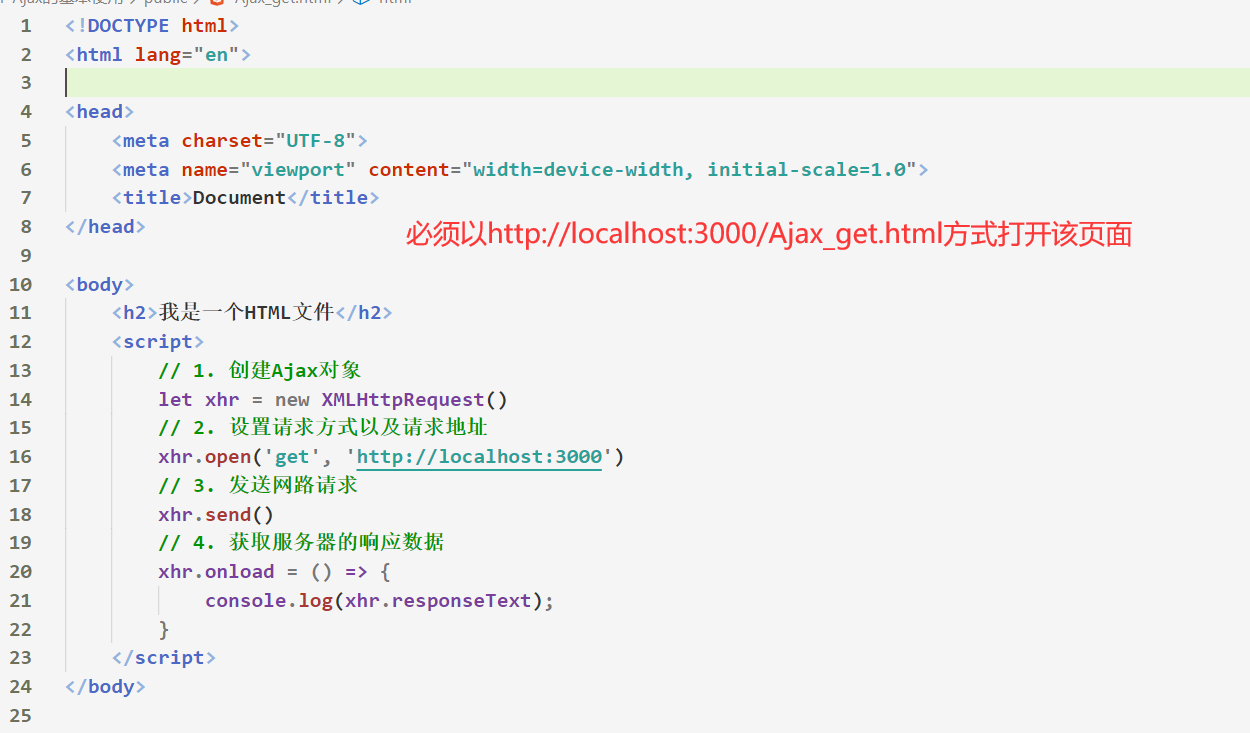 public
Ajax_get.html
html
1 <!DOCTYPE html>
2 <html lang="en">
3
4 <head>
5 <meta charset="UTF-8">
6 <meta name="viewport" content="width=device-width, initial-scale=1.0">
7 <title>Document</title>
8 </head>
必须以http://localhost:3000/Ajax_get.html方式打开该页面
9
10 <body>
11 <h2>我是一个HTML文件</h2>
12 <script>
13 // 1. 创建Ajax对象
14 let xhr = new XMLHttpRequest()
15 // 2. 设置请求方式以及请求地址
16 xhr.open('get', 'http://localhost:3000')
17 // 3. 发送网路请求
18 xhr.send()
19 // 4. 获取服务器的响应数据
20 xhr.onload = () => {
21 console.log(xhr.responseText);
22 }
23 </script>
24 </body>
25